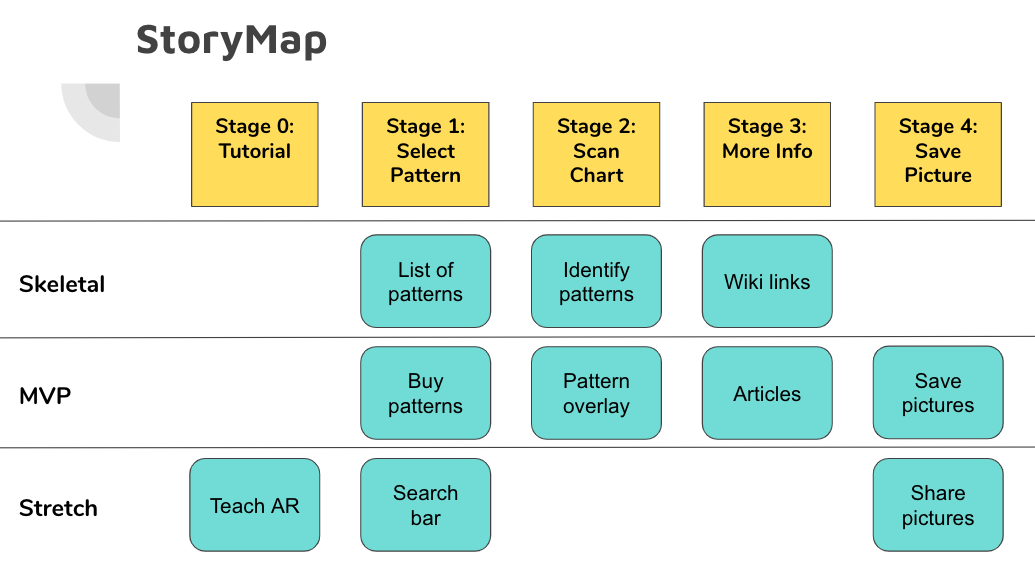 StoryMap
Stage 0:
Tutorial
Stage 1:
Select
Pattern
Stage 2:
Scan
Chart
Stage 3:
More Info
Stage 4:
Save
Picture
Skeletal
List of
patterns
Identify
patterns
Wiki links
MVP
Buy
patterns
Pattern
overlay
Articles
Save
pictures
Stretch
Teach AR
Search
bar
Share
pictures